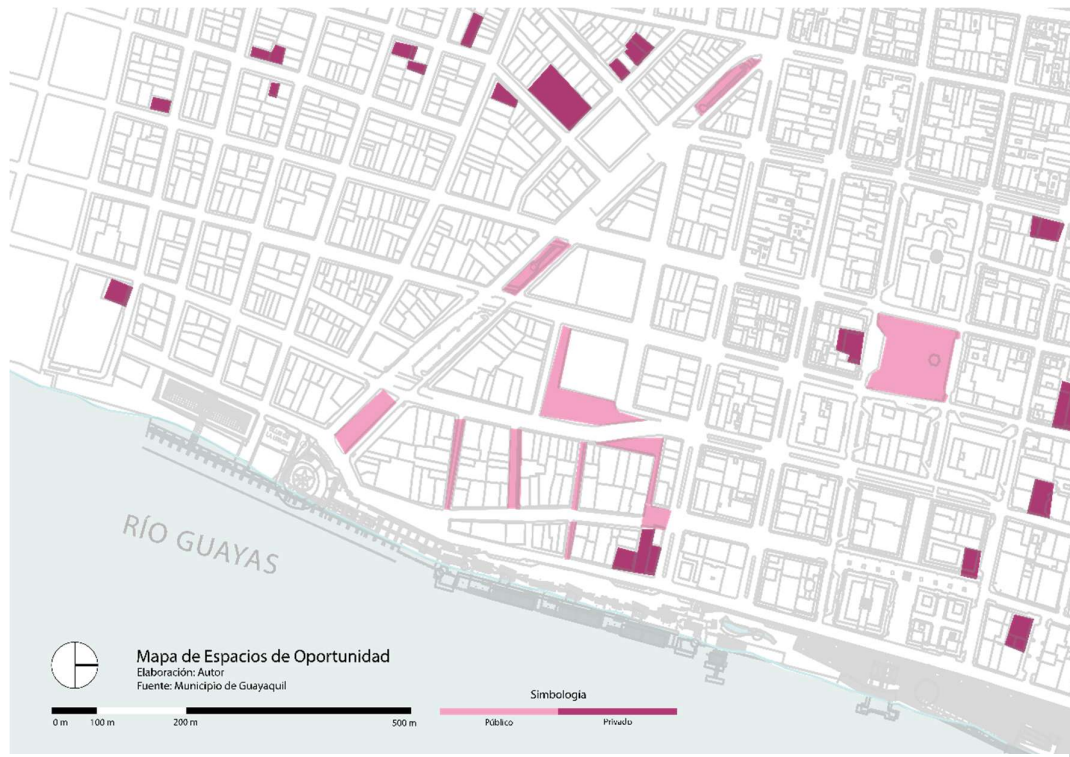 RÍO GUAYAS
Mapa de Espacios de Oportunidad
Elaboración: Autor
Fuente: Municipio de Guayaquil
0 m 100 m 200 m 500 m
Simbología
Público Privado